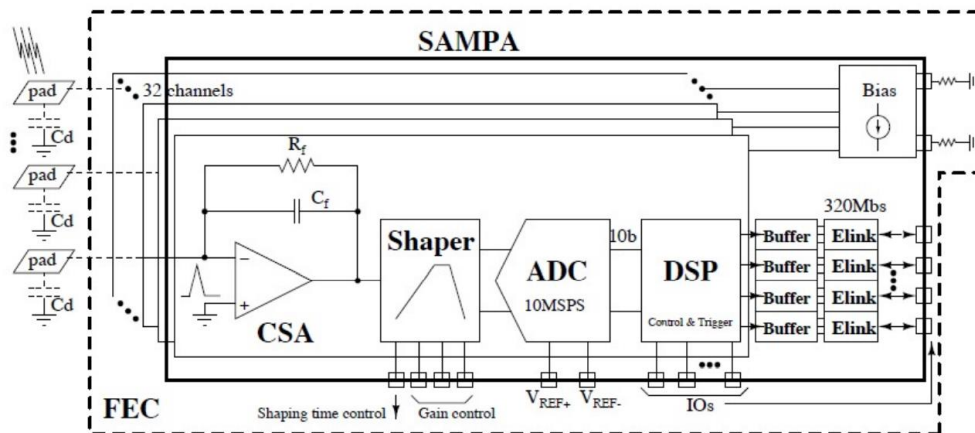 SAMPA
pad
32 channels
Bias
Cd
Rf
pad
Cf
320Mbs
Cd
Shaper
10b
Buffer
Elink
pad
ADC
DSP
Buffer
Elink
−
10MSPS
Buffer
Elink
Cd
+
CSA
Control & Trigger
Buffer
Elink
Shaping time control
Gain control
VREF+
VREF-
IOs
FEC